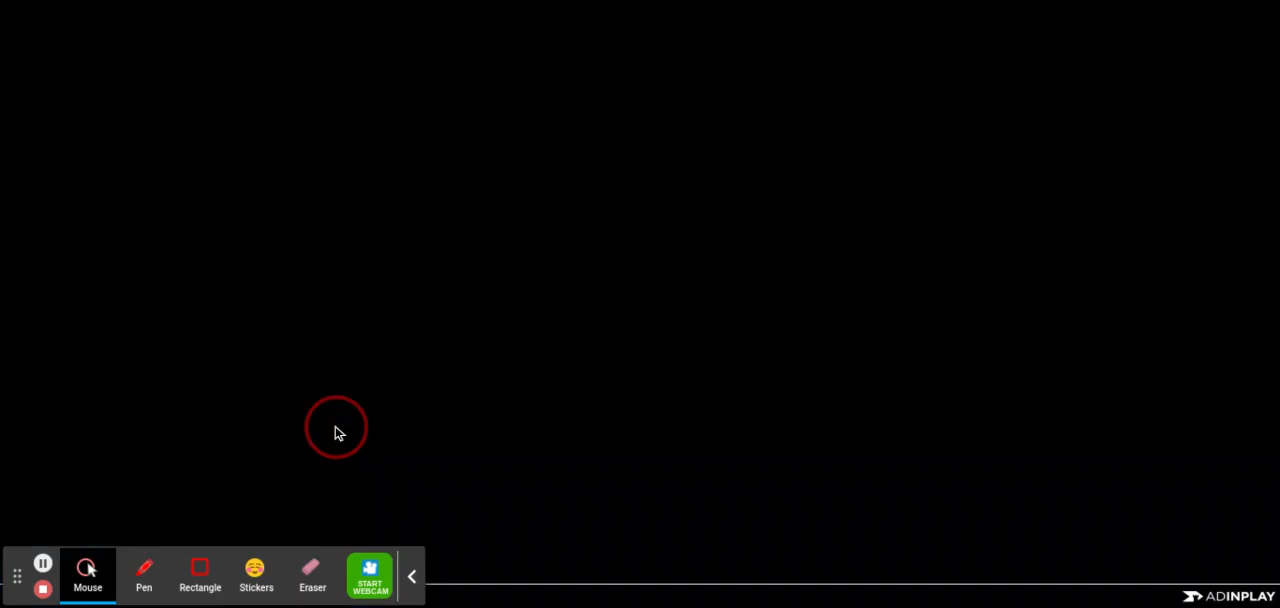 Mouse
Pen
Rectangle
Stickers
Eraser
START
WEBCAM
ADINPLAY